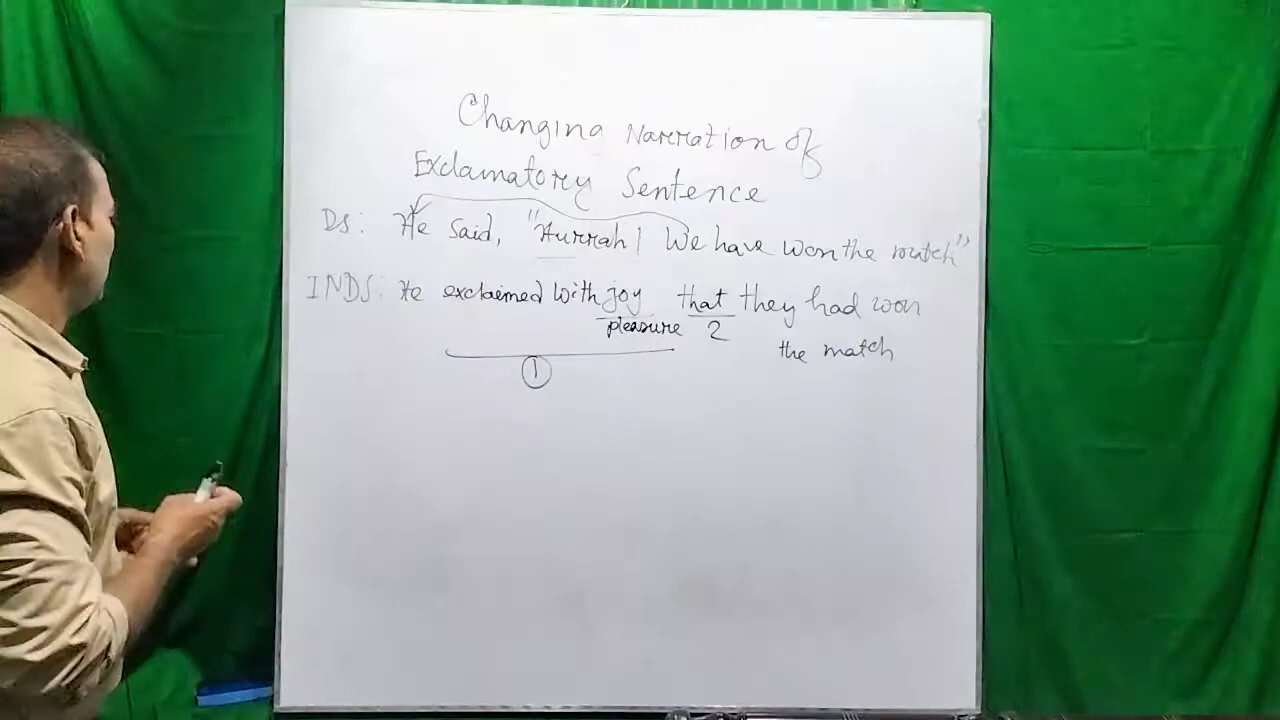 Changing Narration of
Exclamatory Sentence
DS: He Said, "Hurrah! We have won the match"
INDS: He exclaimed with joy that they had won
pleasure 2
the match
1